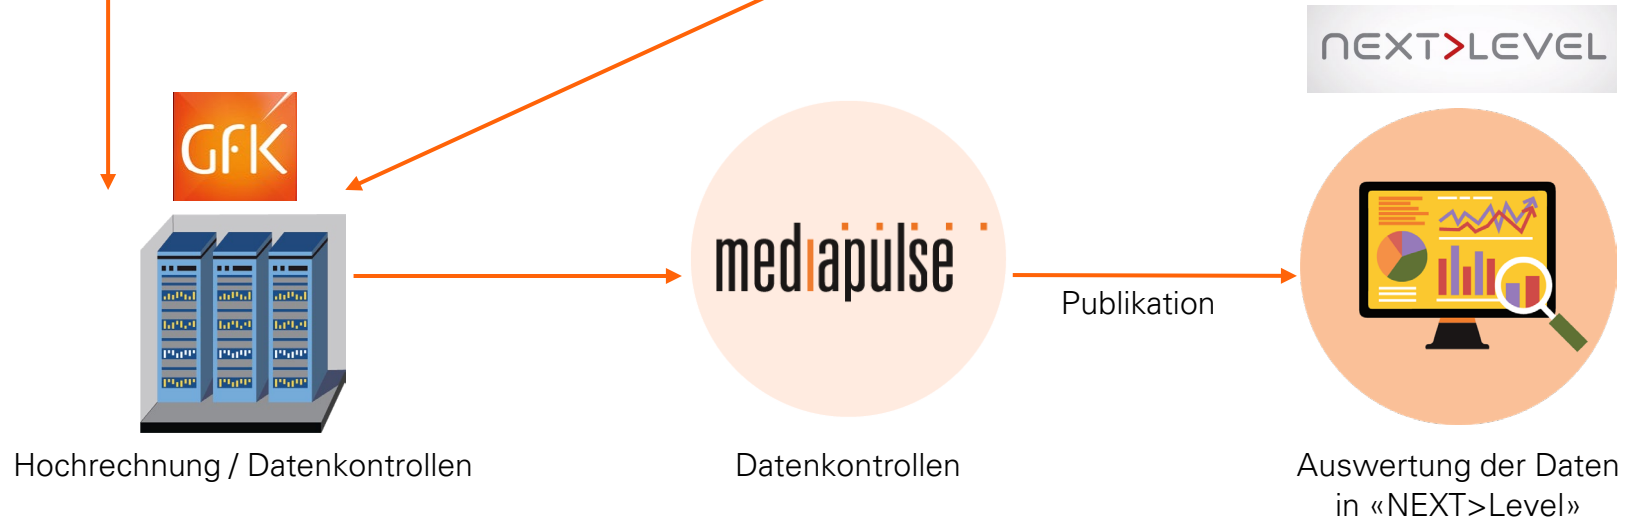 NEXT>LEVEL
GfK
mediapulse
Publikation
Hochrechnung / Datenkontrollen
Datenkontrollen
Auswertung der Daten
in «NEXT>Level»